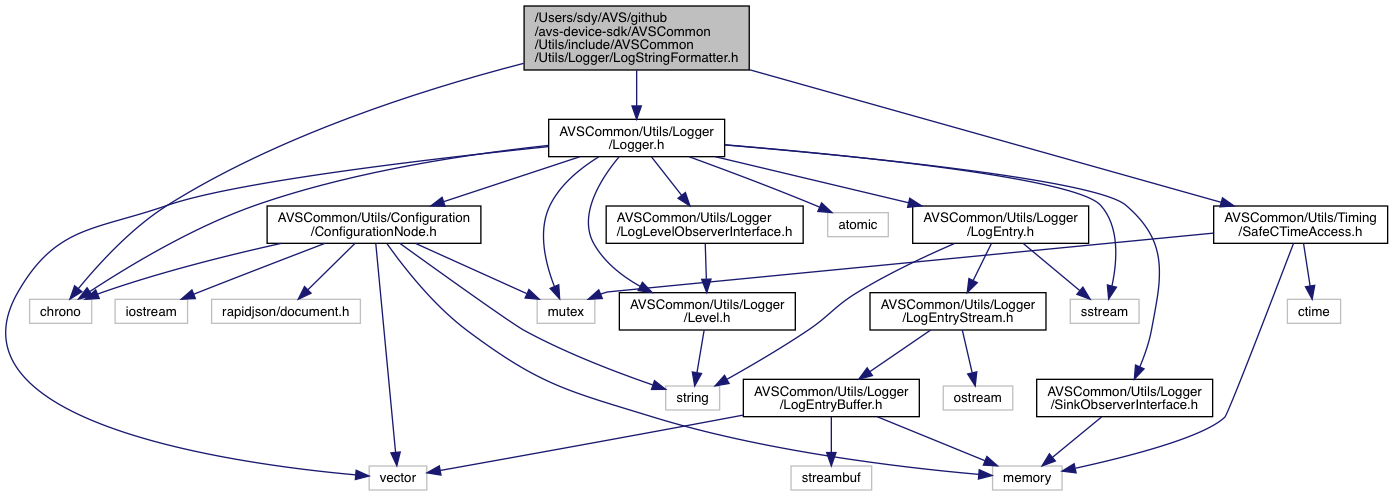 /Users/sdy/AVS/github
/avs-device-sdk/AVSCommon
/Utils/include/AVSCommon
/Utils/Logger/LogStringFormatter.h
AVSCommon/Utils/Logger
/Logger.h
AVSCommon/Utils/Configuration
/ConfigurationNode.h
AVSCommon/Utils/Logger
/LogLevelObserverInterface.h
atomic
AVSCommon/Utils/Logger
/LogEntry.h
AVSCommon/Utils/Timing
/SafeCTimeAccess.h
chrono
iostream
rapidjson/document.h
mutex
AVSCommon/Utils/Logger
/Level.h
AVSCommon/Utils/Logger
/LogEntryStream.h
sstream
ctime
string
AVSCommon/Utils/Logger
/LogEntryBuffer.h
ostream
AVSCommon/Utils/Logger
/SinkObserverInterface.h
vector
streambuf
memory